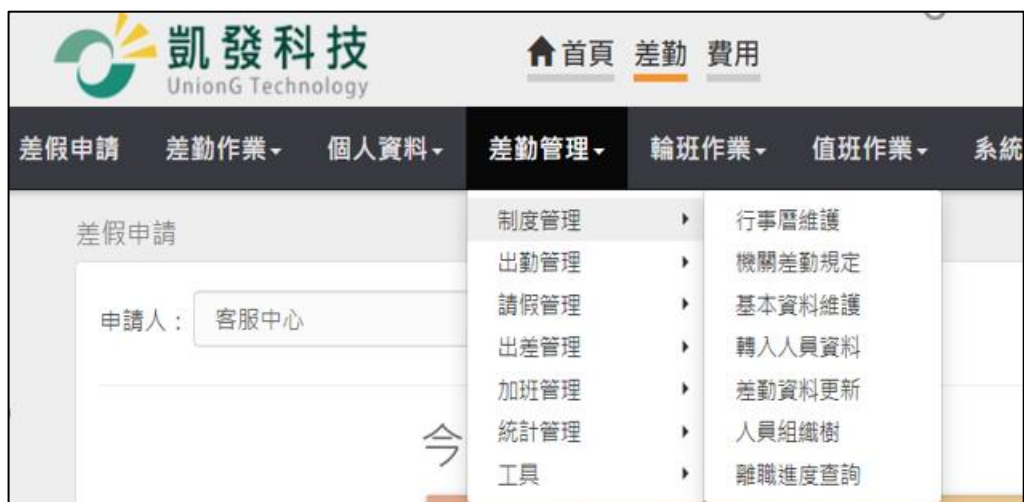 凱發科技
UnionG Technology
首頁 差勤 費用
差假申請 差勤作業 個人資料 差勤管理 輪班作業 值班作業 系統
差假申請
申請人： 客服中心
今
制度管理
出勤管理
請假管理
出差管理
加班管理
統計管理
工具
行事曆維護
機關差勤規定
基本資料維護
轉入人員資料
差勤資料更新
人員組織樹
離職進度查詢